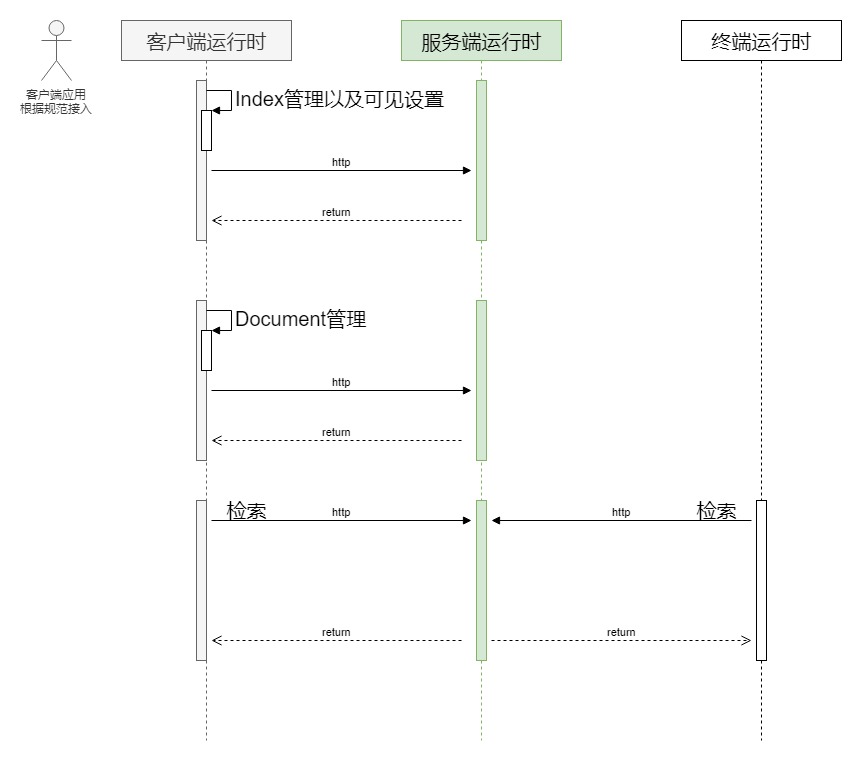 客户端运行时
服务端运行时
终端运行时
客户端应用
根据规范接入
Index管理以及可见设置
http
return
Document管理
http
return
检索
http
http
检索
return
return